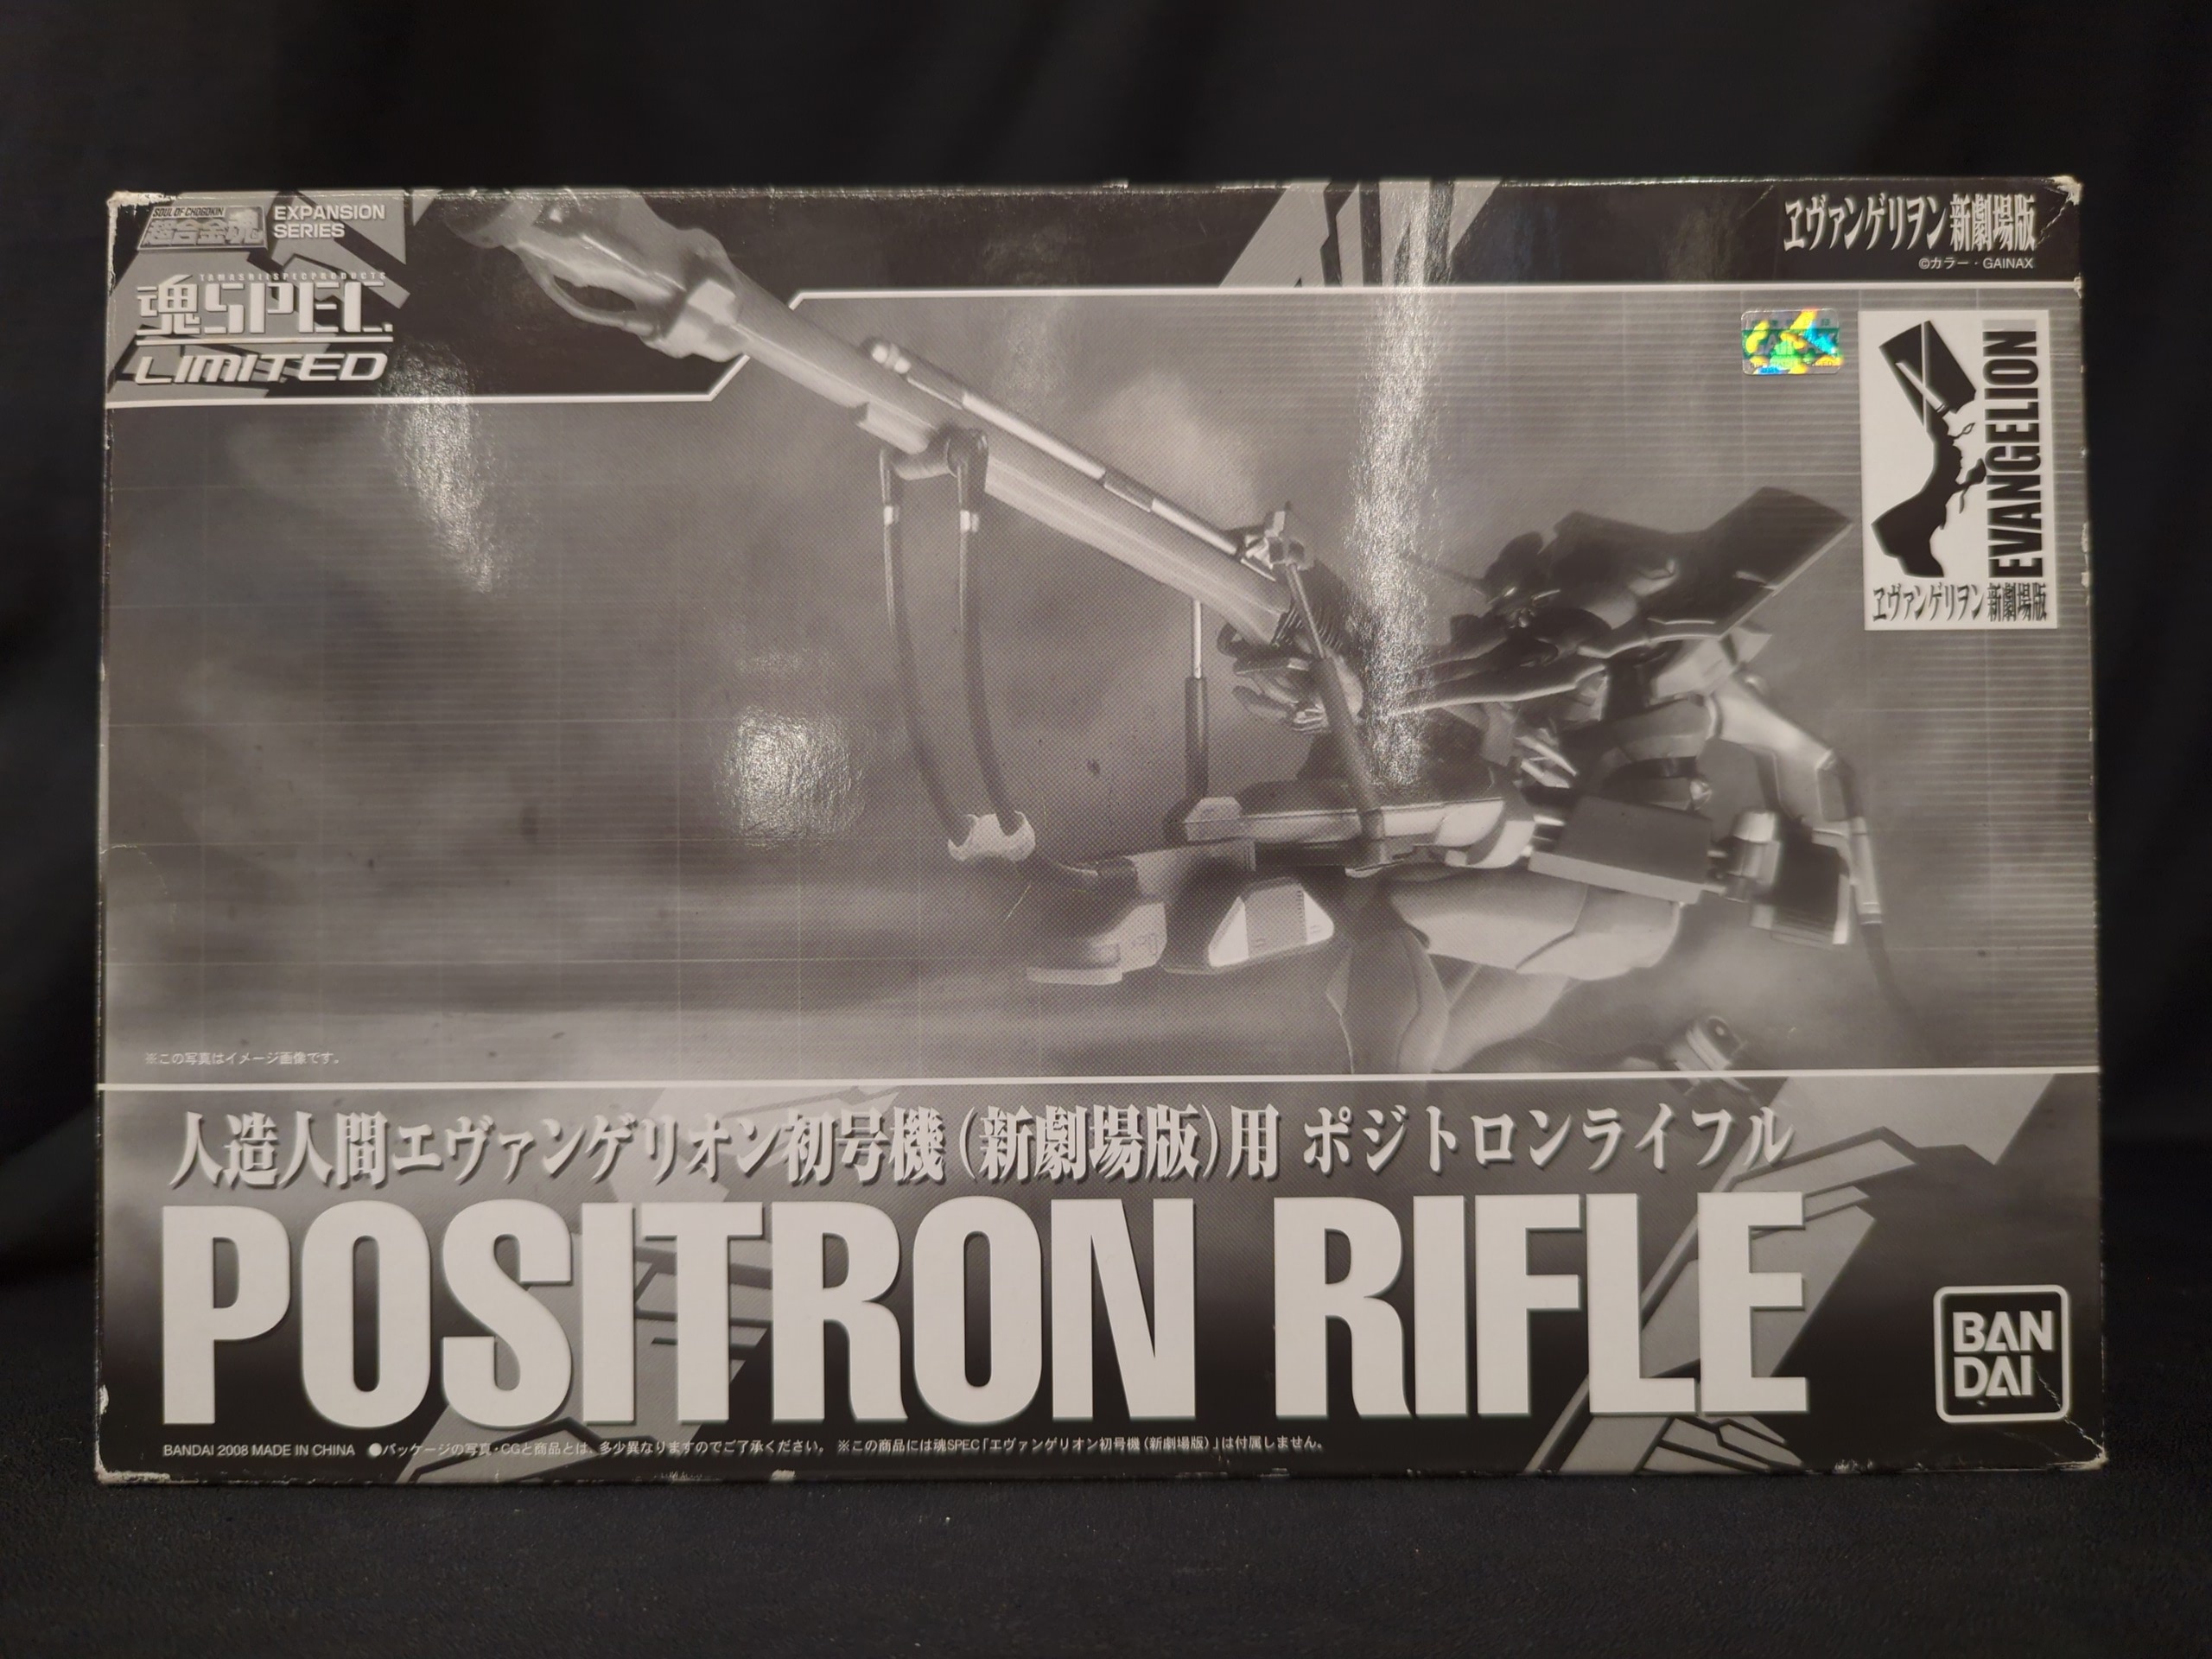 SOUL OF CHOGOKIN
超合金魂
EXPANSION
SERIES
TAMASHII SPEC PRODUCTS
魂SPEC
LIMITED
ヱヴァンゲリヲン新劇場版
©カラー・GAINAX
EVANGELION
ヱヴァンゲリヲン新劇場版
※この写真はイメージ画像です。
人造人間エヴァンゲリオン初号機(新劇場版)用 ポジトロンライフル
POSITRON RIFLE
BAN
DAI
BANDAI 2008 MADE IN CHINA ●パッケージの写真・CGと商品とは、多少異なりますのでご了承ください。 ※この商品には魂SPEC「エヴァンゲリオン初号機(新劇場版)」は付属しません。